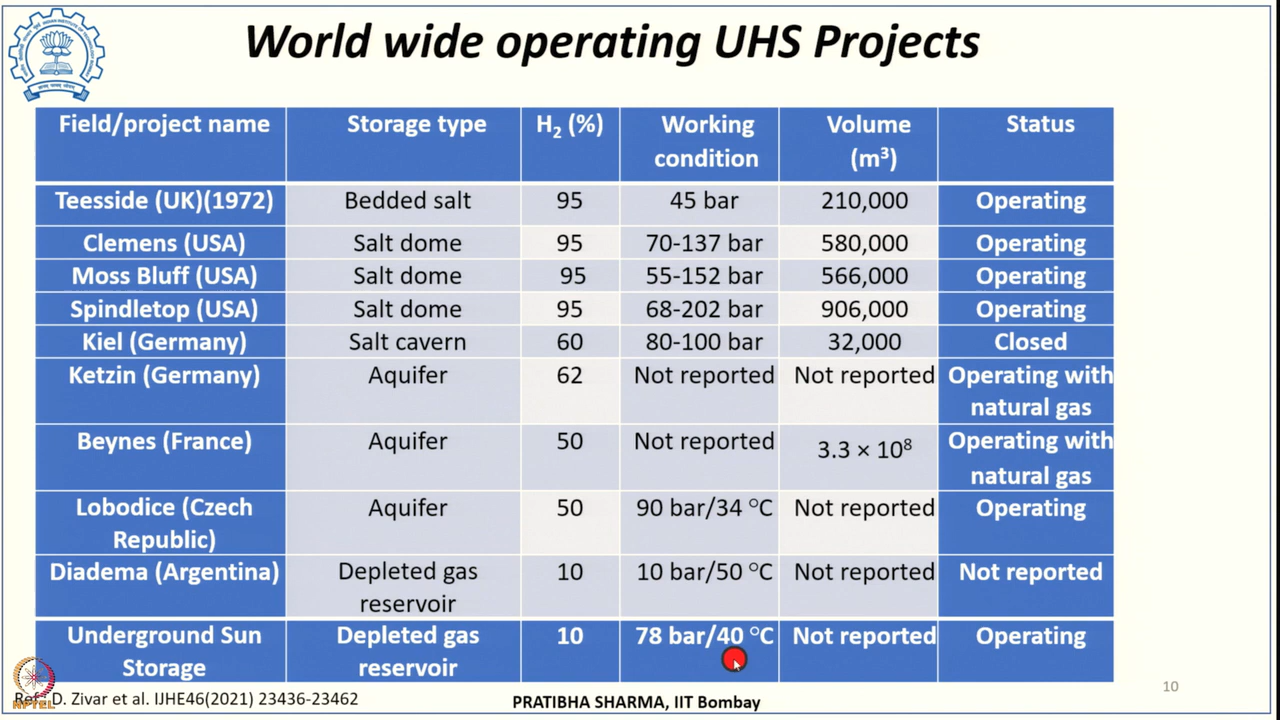 World wide operating UHS Projects
Field/project name Storage type H₂ (%) Working condition Volume (m³) Status
Teesside (UK)(1972) Bedded salt 95 45 bar 210,000 Operating
Clemens (USA) Salt dome 95 70-137 bar 580,000 Operating
Moss Bluff (USA) Salt dome 95 55-152 bar 566,000 Operating
Spindletop (USA) Salt dome 95 68-202 bar 906,000 Operating
Kiel (Germany) Salt cavern 60 80-100 bar 32,000 Closed
Ketzin (Germany) Aquifer 62 Not reported Not reported Operating with natural gas
Beynes (France) Aquifer 50 Not reported 3.3 × 10⁸ Operating with natural gas
Lobodice (Czech Republic) Aquifer 50 90 bar/34 °C Not reported Operating
Diadema (Argentina) Depleted gas reservoir 10 10 bar/50 °C Not reported Not reported
Underground Sun Storage Depleted gas reservoir 10 78 bar/40 °C Not reported Operating
Ref.: D. Zivar et al. IJHE46(2021) 23436-23462
PRATIBHA SHARMA, IIT Bombay
10
NPTEL